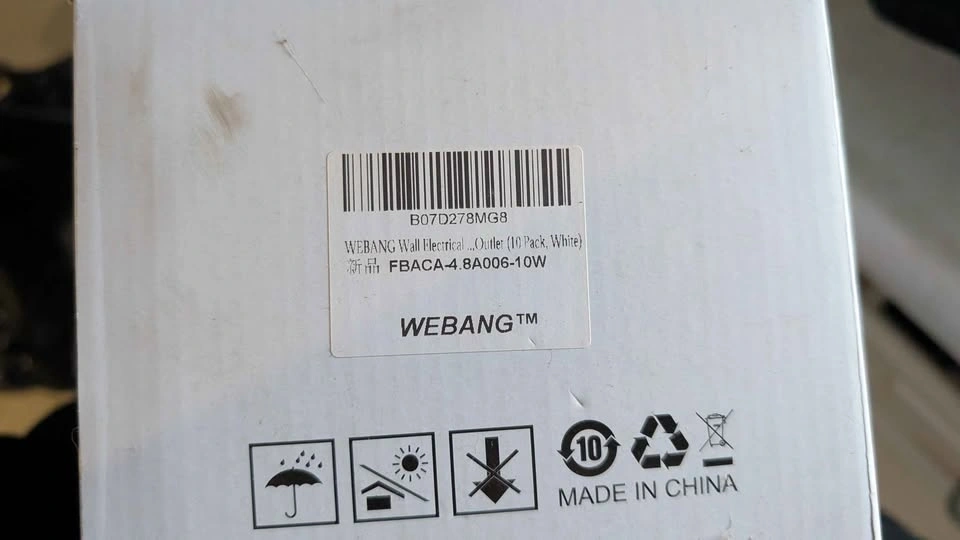 B07D278MG8
WEBANG Wall Electrical ...Outlet (10 Pack, White)
新品 FBACA-4.8A006-10W
WEBANG™
10
MADE IN CHINA